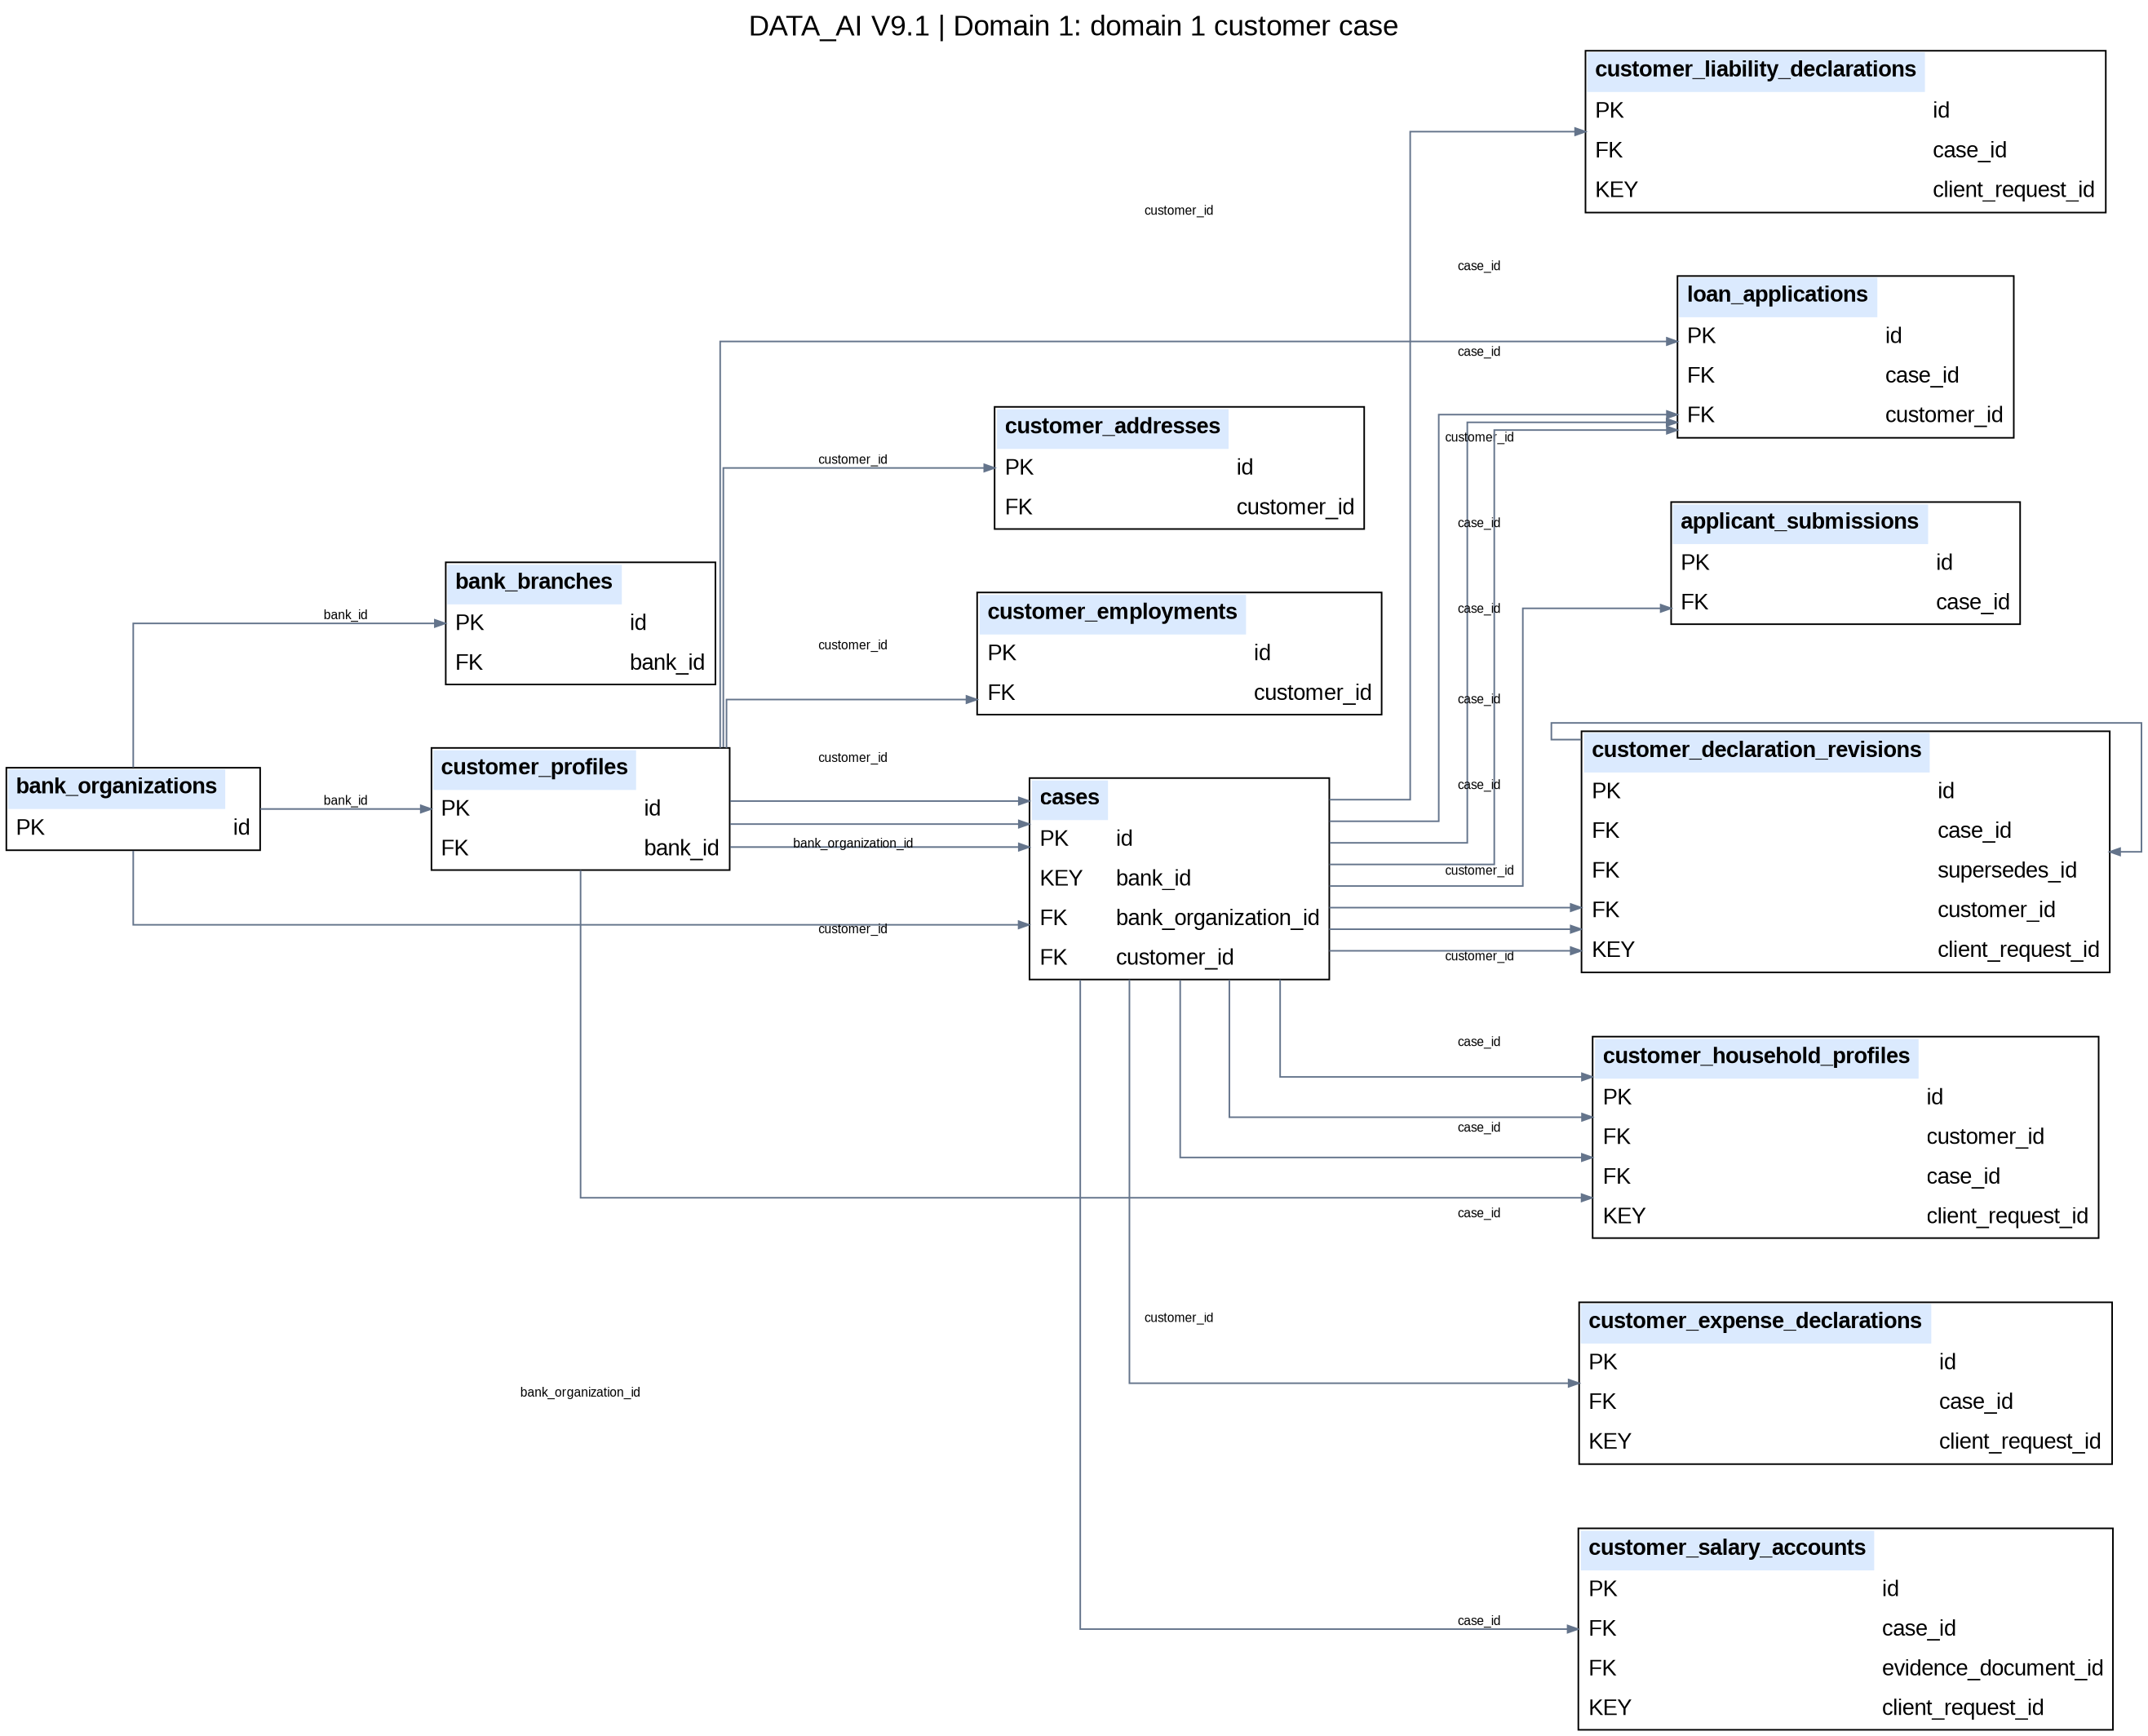 DATA_AI V9.1 | Domain 1: domain 1 customer case
customer_liability_declarations
PK id
FK case_id
KEY client_request_id
customer_id
case_id
loan_applications
PK id
FK case_id
FK customer_id
case_id
customer_id
customer_addresses
PK id
FK customer_id
customer_id
case_id
applicant_submissions
PK id
FK case_id
case_id
bank_branches
PK id
FK bank_id
bank_id
customer_employments
PK id
FK customer_id
customer_id
case_id
customer_declaration_revisions
PK id
FK case_id
FK supersedes_id
FK customer_id
KEY client_request_id
bank_organizations
PK id
bank_id
customer_profiles
PK id
FK bank_id
customer_id
bank_organization_id
customer_id
cases
PK id
KEY bank_id
FK bank_organization_id
FK customer_id
case_id
customer_id
customer_id
case_id
customer_household_profiles
PK id
FK customer_id
FK case_id
KEY client_request_id
case_id
case_id
customer_id
bank_organization_id
customer_expense_declarations
PK id
FK case_id
KEY client_request_id
customer_salary_accounts
PK id
FK case_id
FK evidence_document_id
KEY client_request_id
case_id